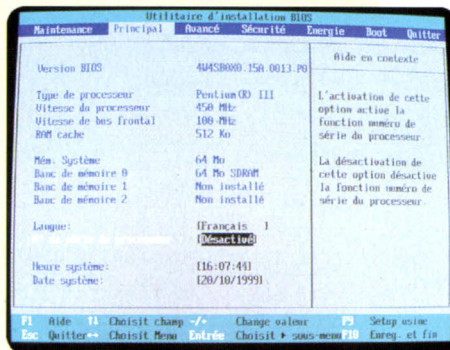 Utilitaire d'installation BIOS
Maintenance Principal Avancé Sécurité Energie Boot Quitter
Version BIOS 4W4SB0X0.15A.0013.P0
Type de processeur Pentium(R) III
Vitesse du processeur 450 MHz
Vitesse de bus frontal 100 MHz
RAM cache 512 Ko
Mém. Système 64 Mo
Banc de mémoire 0 64 Mo SDRAM
Banc de mémoire 1 Non installé
Banc de mémoire 2 Non installé
Langue: [Français ]
[Désactivé]
Heure système: [16:07:44]
Date système: [20/10/1999]
Aide en contexte
L'activation de cette
option active la
fonction numéro de
série du processeur.
La désactivation de
cette option désactive
la fonction numéro de
série du processeur.
F1 Aide ↑↓ Choisit champ -/+ Change valeur F9 Setup usine
Esc Quitter ↔ Choisit Menu Entrée Choisit ▸ sous-menu F10 Enreg. et fin